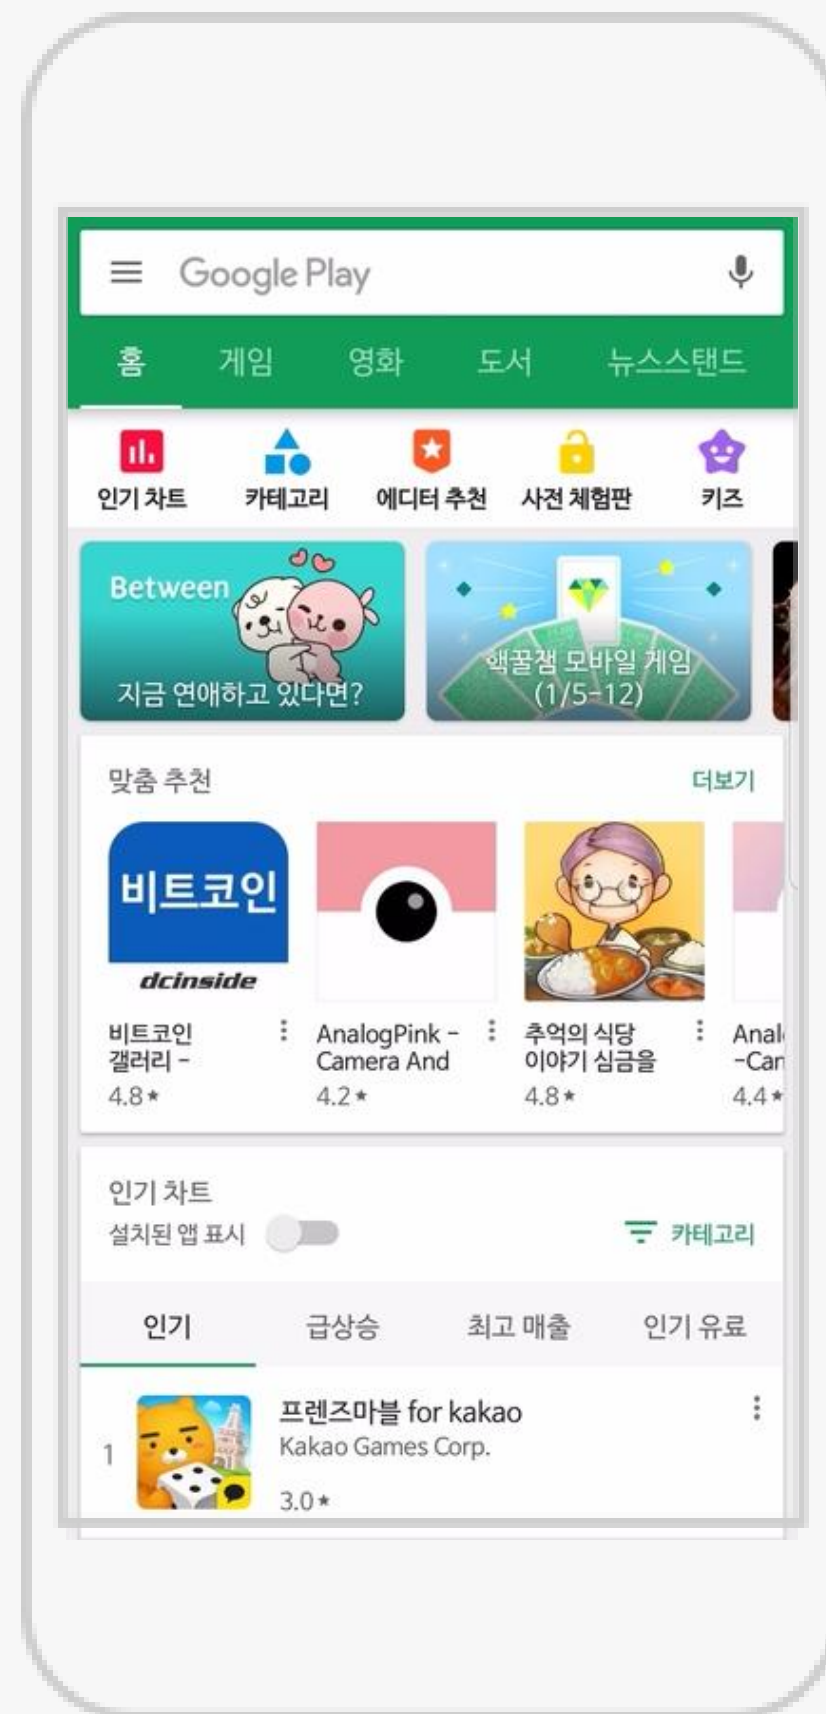 Google Play
홈 게임 영화 도서 뉴스스탠드
인기 차트 카테고리 에디터 추천 사전 체험판 키즈
Between
지금 연애하고 있다면?
핵꿀잼 모바일 게임
(1/5-12)
맞춤 추천 더보기
비트코인
dcinside
비트코인
갤러리 -
4.8★
AnalogPink -
Camera And
4.2★
추억의 식당
이야기 심금을
4.8★
Anal
-Can
4.4★
인기 차트
설치된 앱 표시 카테고리
인기 급상승 최고 매출 인기 유료
1
프렌즈마블 for kakao
Kakao Games Corp.
3.0★